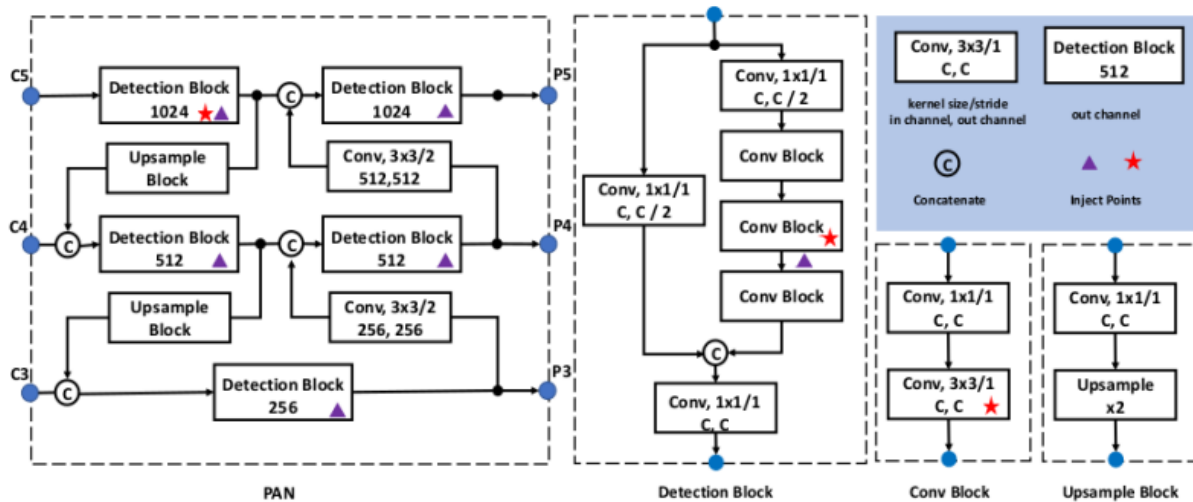 C5
Detection Block
1024
C
Detection Block
1024
P5
Upsample
Block
Conv, 3x3/2
512,512
C4
C
Detection Block
512
C
Detection Block
512
P4
Upsample
Block
Conv, 3x3/2
256, 256
C3
C
Detection Block
256
P3
PAN
Conv, 1x1/1
C, C / 2
Conv Block
Conv, 1x1/1
C, C / 2
Conv Block
Conv Block
C
Conv, 1x1/1
C, C
Detection Block
Conv, 3x3/1
C, C
kernel size/stride
in channel, out channel
Detection Block
512
out channel
C
Concatenate
Inject Points
Conv, 1x1/1
C, C
Conv, 3x3/1
C, C
Conv Block
Conv, 1x1/1
C, C
Upsample
x2
Upsample Block